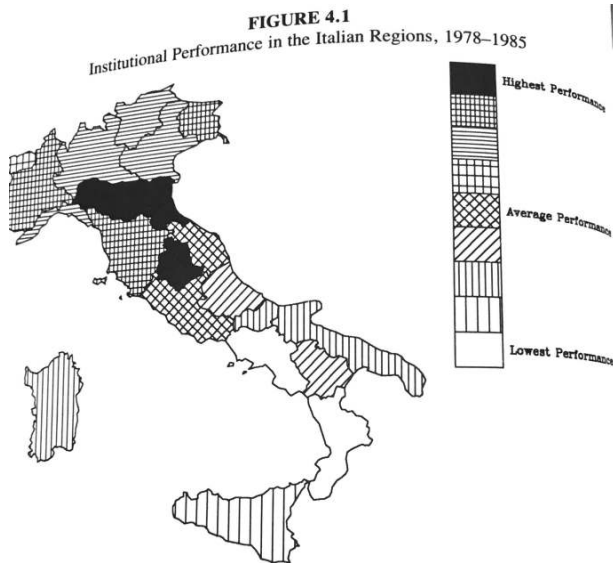 FIGURE 4.1
Institutional Performance in the Italian Regions, 1978–1985
Highest Performance
Average Performance
Lowest Performance